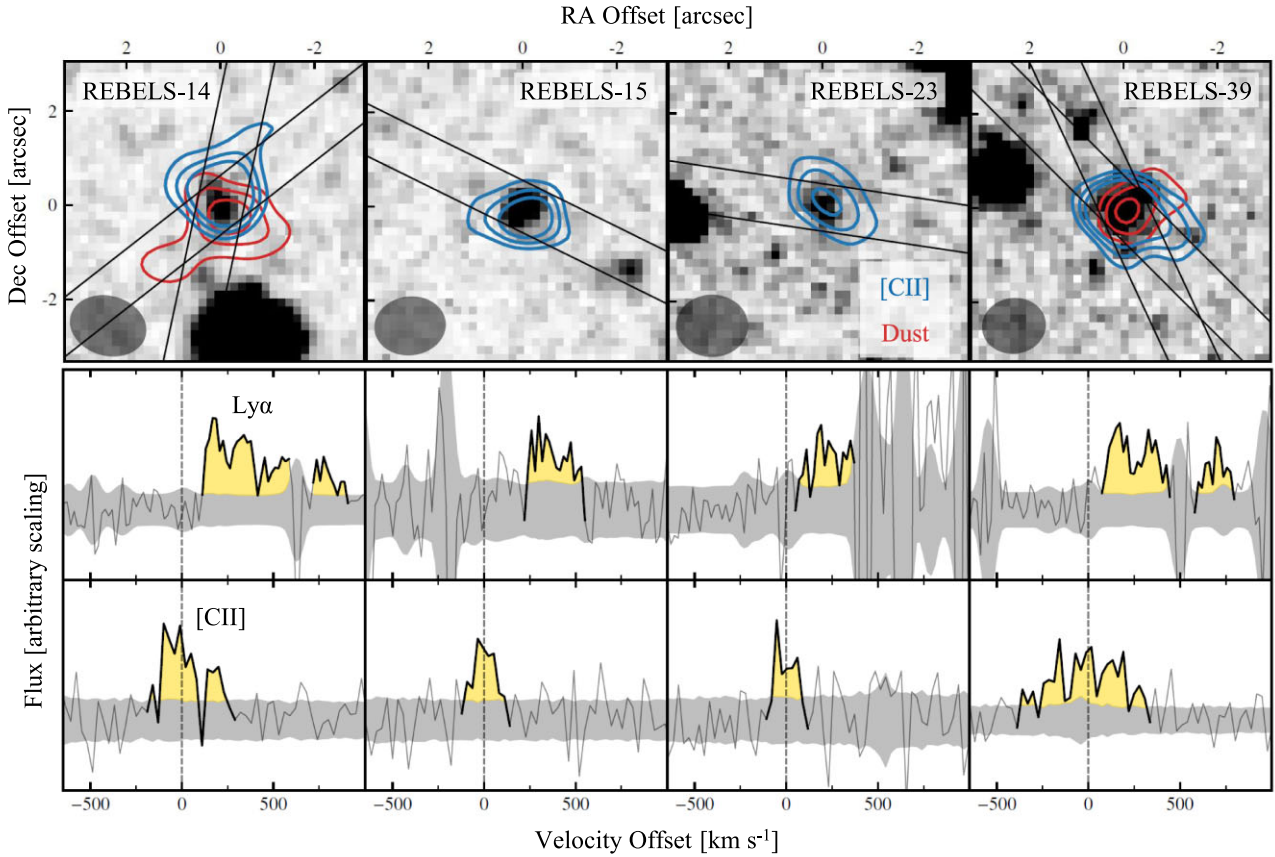 RA Offset [arcsec]
2 0 -2 2 0 -2 2 0 -2 2 0 -2
REBELS-14 REBELS-15 REBELS-23 REBELS-39
Dec Offset [arcsec]
2
0
-2
[CII]
Dust
Lyα
[CII]
Flux [arbitrary scaling]
−500 0 500 −500 0 500 −500 0 500 −500 0 500
Velocity Offset [km s⁻¹]